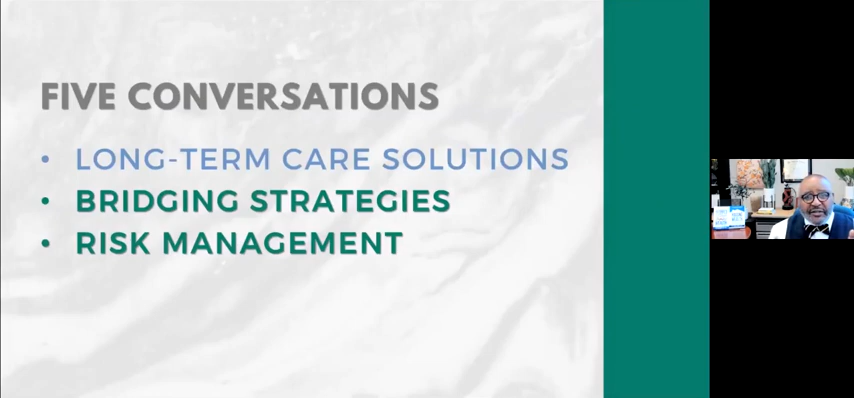 FIVE CONVERSATIONS
• LONG-TERM CARE SOLUTIONS
• BRIDGING STRATEGIES
• RISK MANAGEMENT